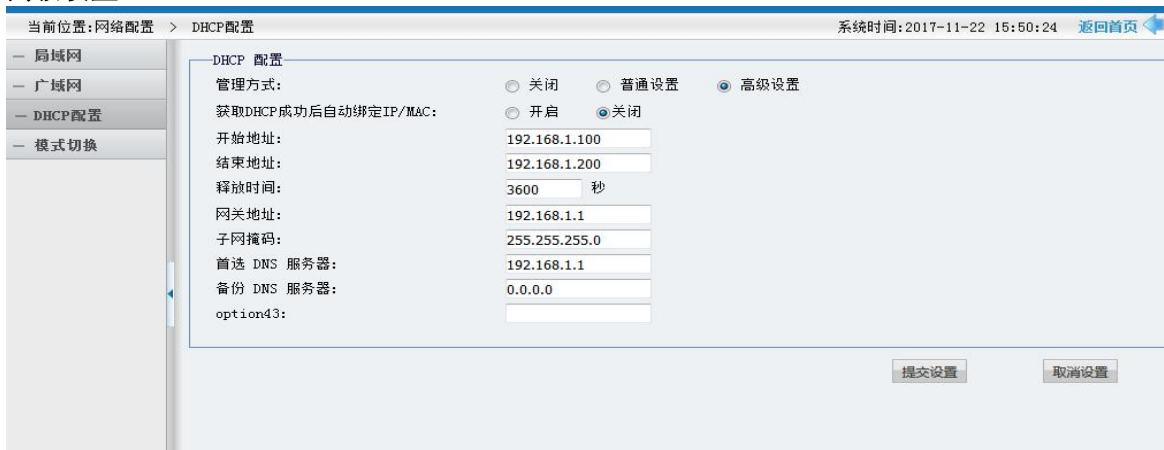 当前位置:网络配置 > DHCP配置 系统时间:2017-11-22 15:50:24 返回首页
— 局域网
— 广域网
— DHCP配置
— 模式切换
DHCP 配置
管理方式: 关闭 普通设置 高级设置
获取DHCP成功后自动绑定IP/MAC: 开启 关闭
开始地址: 192.168.1.100
结束地址: 192.168.1.200
释放时间: 3600 秒
网关地址: 192.168.1.1
子网掩码: 255.255.255.0
首选 DNS 服务器: 192.168.1.1
备份 DNS 服务器: 0.0.0.0
option43:
提交设置 取消设置